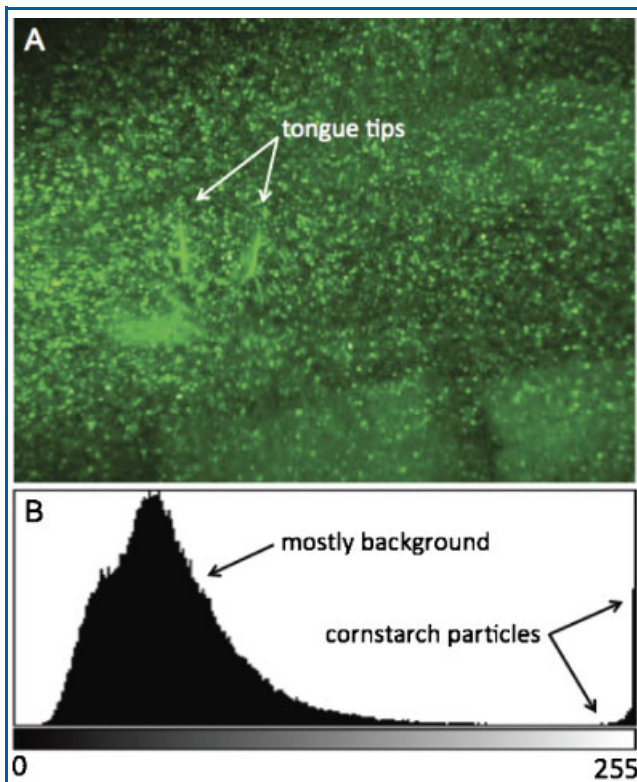 A
tongue tips
B
mostly background
cornstarch particles
0
255